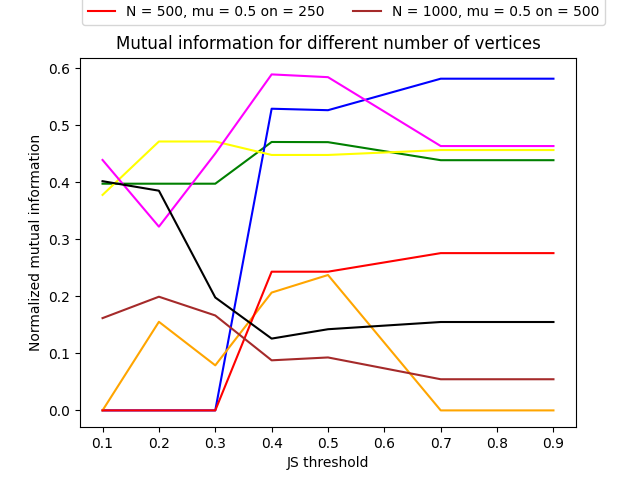 N = 500, mu = 0.5 on = 250 N = 1000, mu = 0.5 on = 500
Mutual information for different number of vertices
Normalized mutual information
0.6
0.5
0.4
0.3
0.2
0.1
0.0
0.1 0.2 0.3 0.4 0.5 0.6 0.7 0.8 0.9
JS threshold